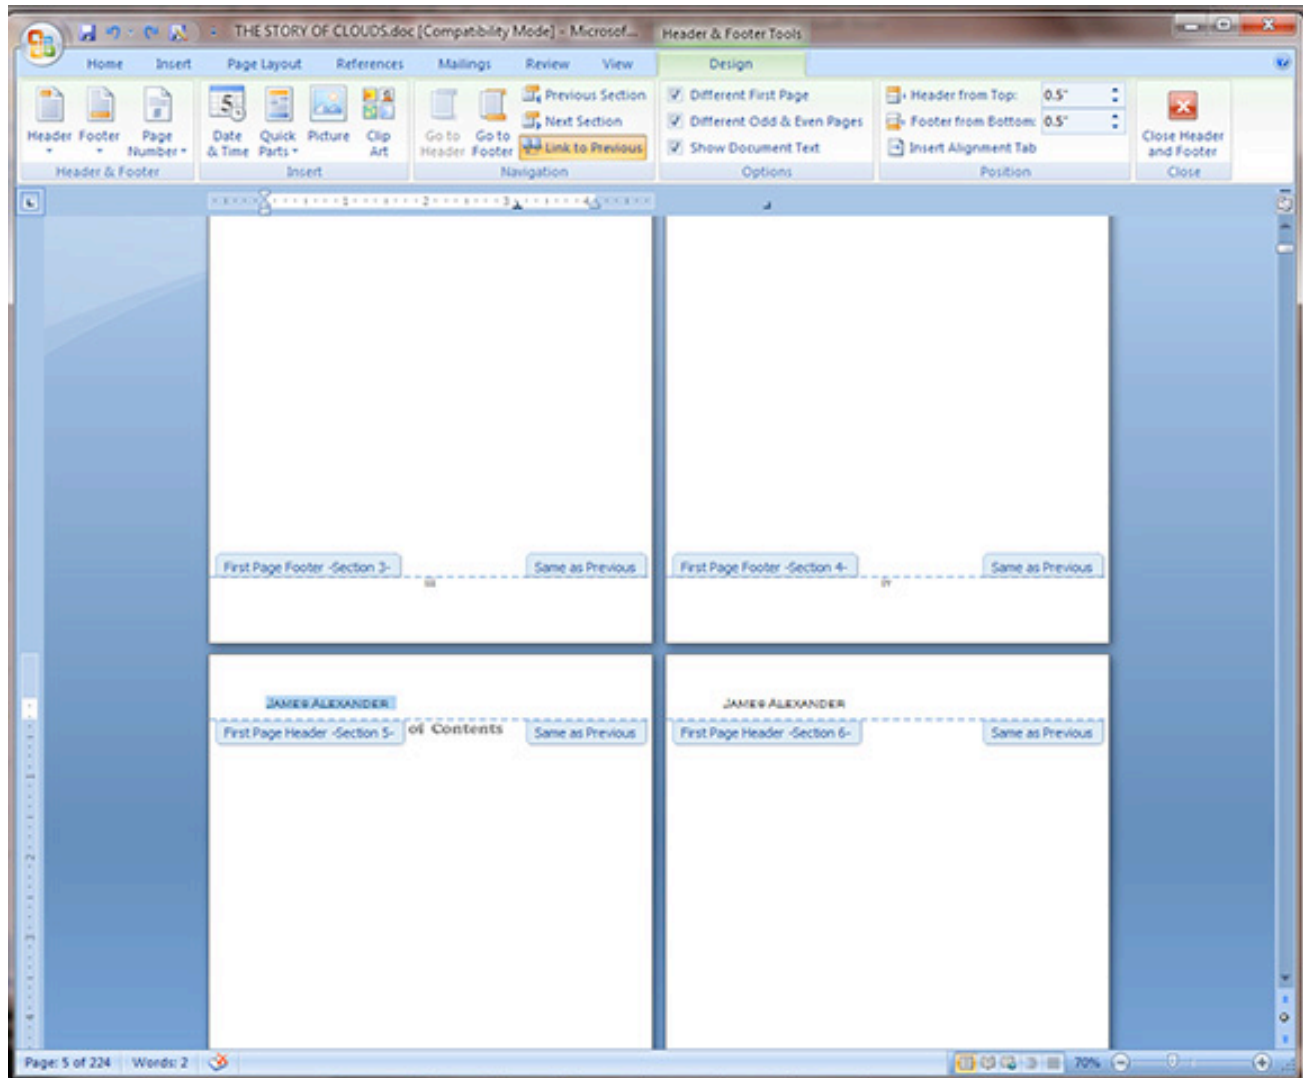 THE STORY OF CLOUDS.doc [Compatibility Mode] - Microsof... Header & Footer Tools
Home Insert Page Layout References Mailings Review View Design
Header Footer Page Number
Date & Time Quick Parts Picture Clip Art
Go to Header Go to Footer
Previous Section
Next Section
Link to Previous
Different First Page
Different Odd & Even Pages
Show Document Text
Header from Top: 0.5"
Footer from Bottom: 0.5"
Insert Alignment Tab
Close Header and Footer
Header & Footer Insert Navigation Options Position Close
1 2 3 4
First Page Footer -Section 3- Same as Previous First Page Footer -Section 4- Same as Previous
iii iv
JAMES ALEXANDER JAMES ALEXANDER
First Page Header -Section 5- of Contents Same as Previous First Page Header -Section 6- Same as Previous
Page: 5 of 224 Words: 2 70%